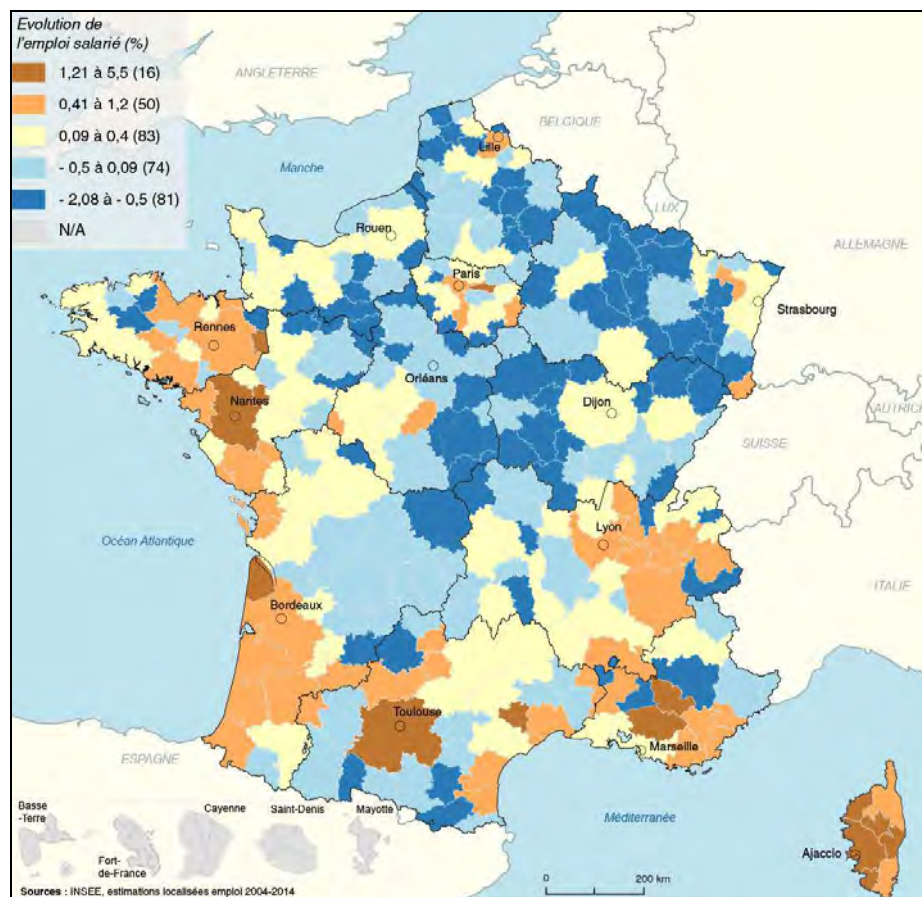 Evolution de
l'emploi salarié (%)
1,21 à 5,5 (16)
0,41 à 1,2 (50)
0,09 à 0,4 (83)
- 0,5 à 0,09 (74)
- 2,08 à - 0,5 (81)
N/A
ANGLETERRE
BELGIQUE
Manche
Lille
LUX
ALLEMAGNE
Rouen
Paris
Strasbourg
Rennes
Orléans
Nantes
Dijon
AUTRICE
SUISSE
Océan Atlantique
Lyon
ITALIE
Bordeaux
Toulouse
Marseille
ESPAGNE
Basse
-Terre
Cayenne
Saint-Denis
Mayotte
Fort-
de-France
Méditerranée
Ajaccio
0 200 km
Sources : INSEE, estimations localisées emploi 2004-2014